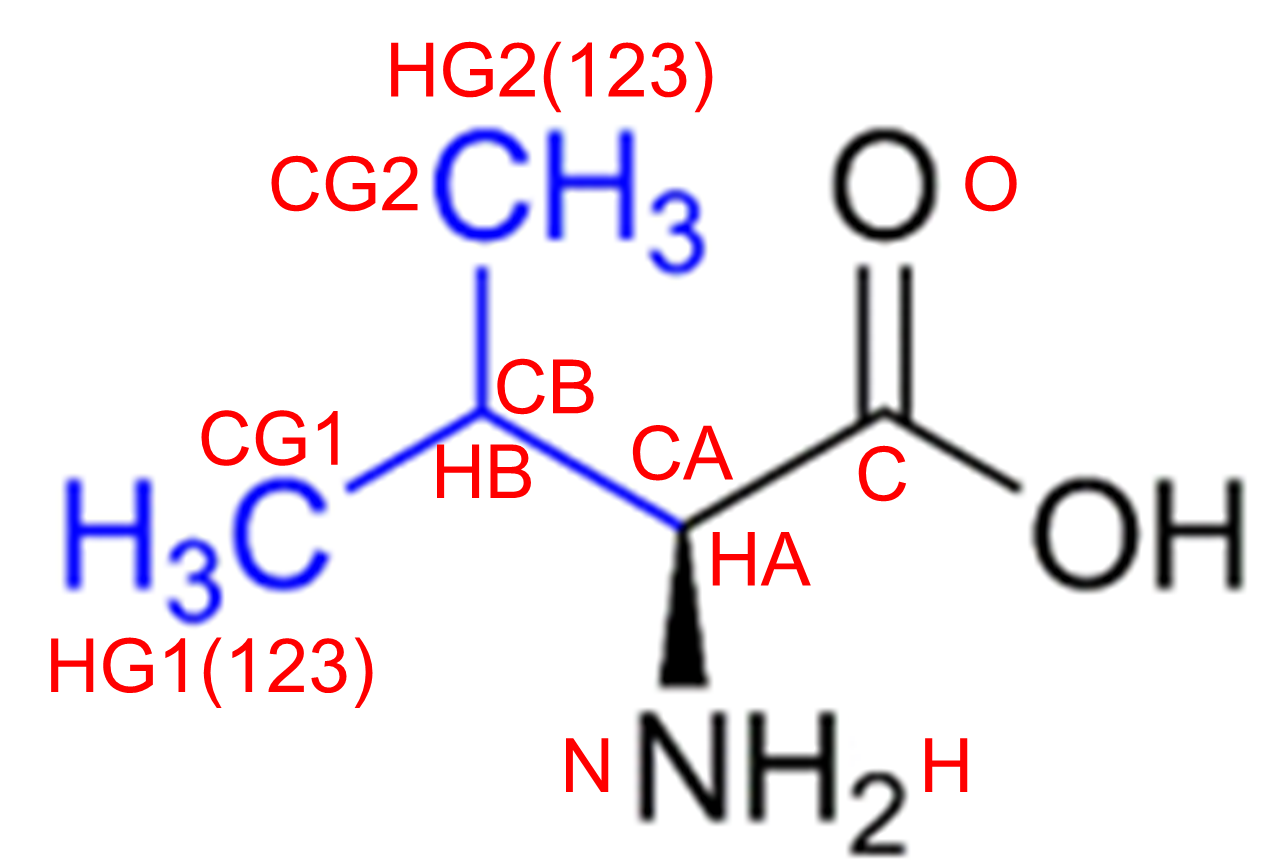 HG2(123)
CG2 CH3 O O
CB
CG1 CA
HB C
H3C HA OH
HG1(123)
N NH2 H